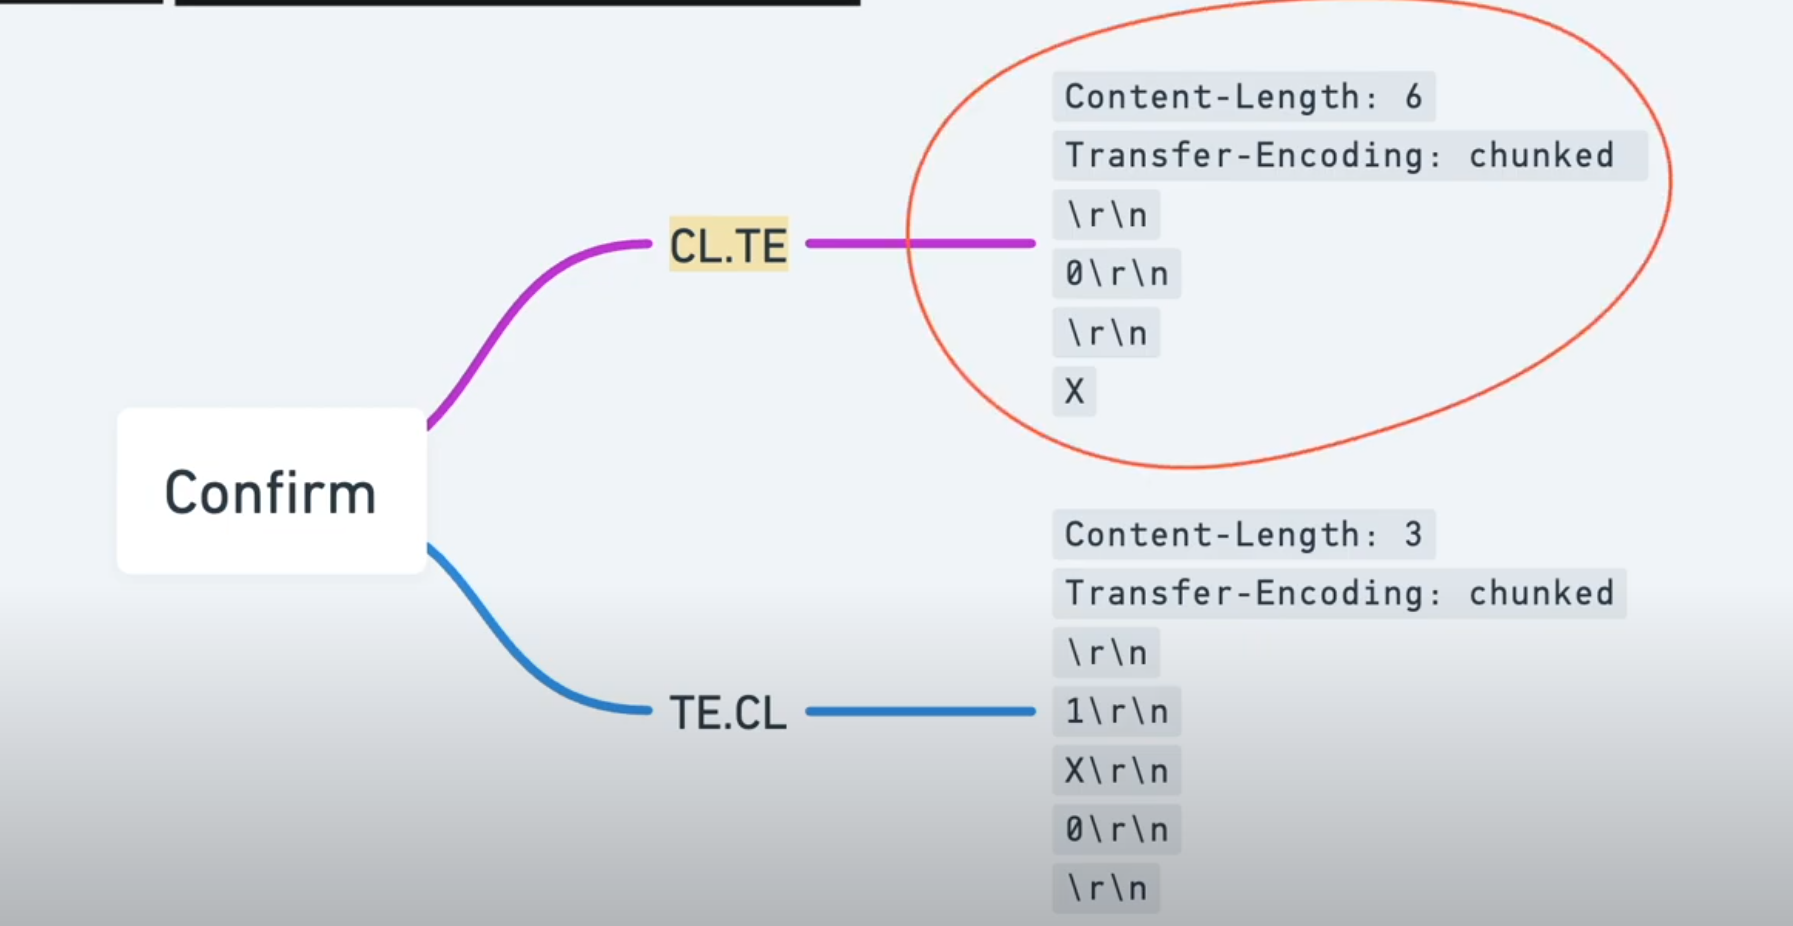 Confirm
CL.TE
Content-Length: 6
Transfer-Encoding: chunked
\r\n
0\r\n
\r\n
X
TE.CL
Content-Length: 3
Transfer-Encoding: chunked
\r\n
1\r\n
X\r\n
0\r\n
\r\n